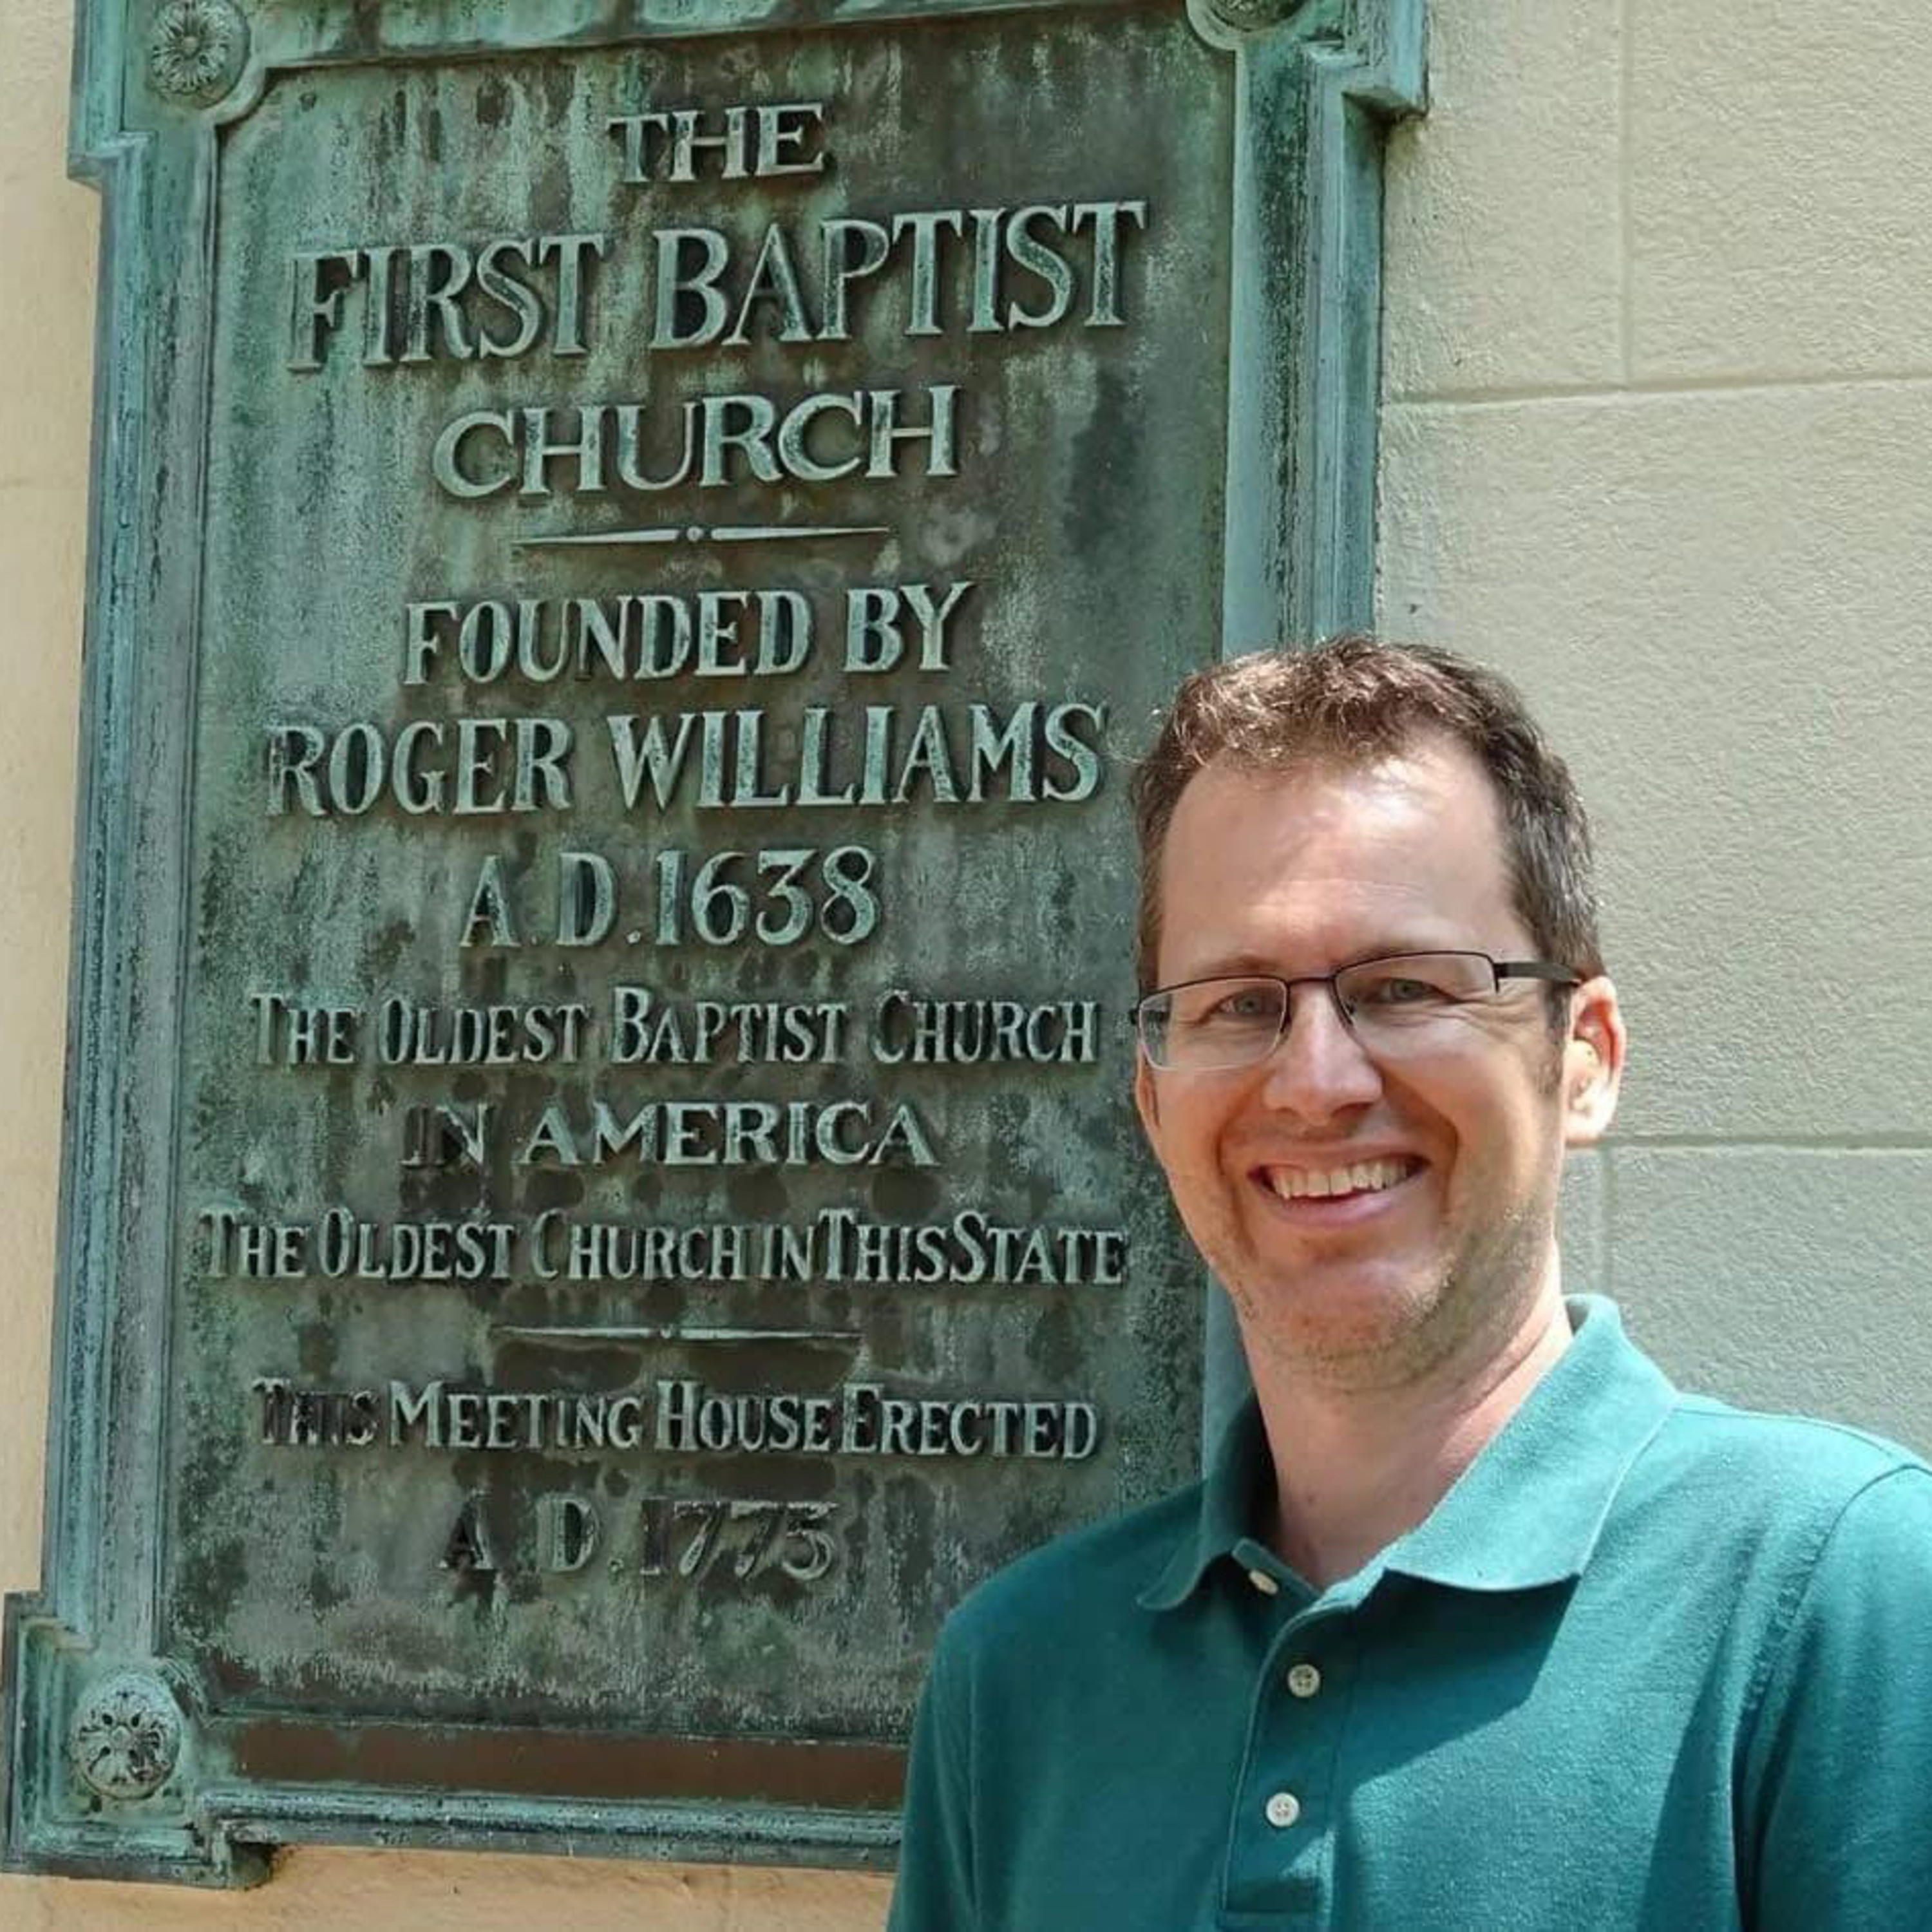 THE
FIRST BAPTIST
CHURCH
FOUNDED BY
ROGER WILLIAMS
A.D.1638
THE OLDEST BAPTIST CHURCH
IN AMERICA
THE OLDEST CHURCH IN THIS STATE
THIS MEETING HOUSE ERECTED
A.D.1775